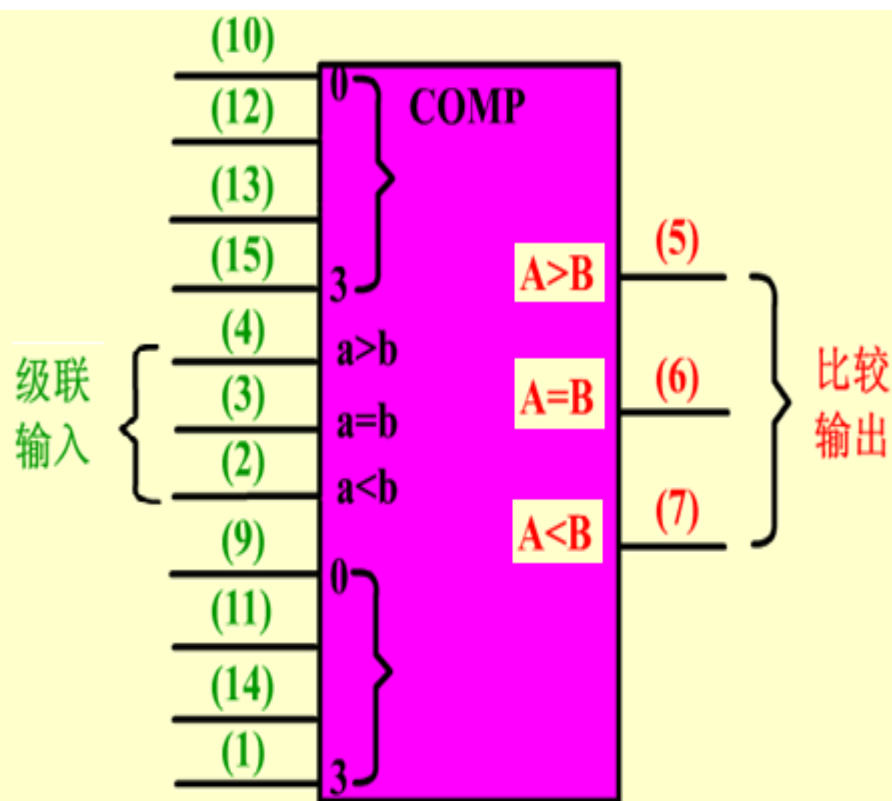 (10)
0
COMP
(12)
(13)
(15)
3
A>B
(5)
(4)
a>b
级联
输入
(3)
a=b
A=B
(6)
比较
输出
(2)
a<b
A<B
(7)
(9)
0
(11)
(14)
(1)
3